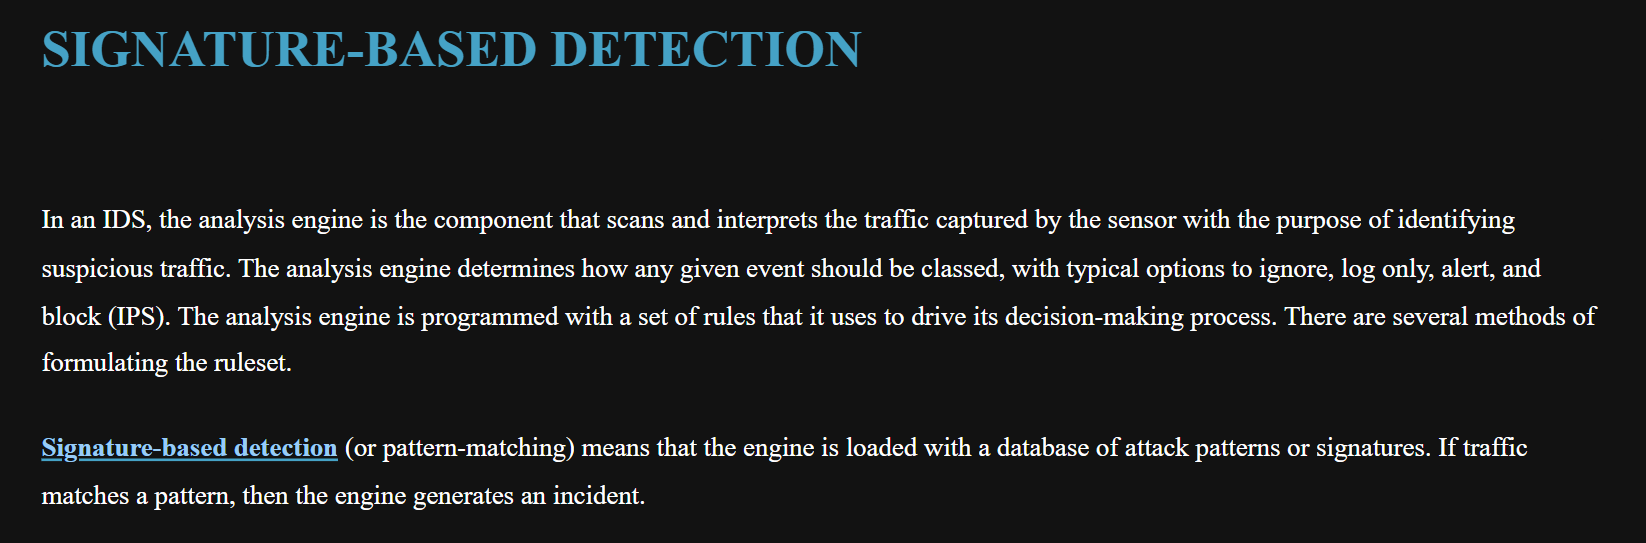 SIGNATURE-BASED DETECTION
In an IDS, the analysis engine is the component that scans and interprets the traffic captured by the sensor with the purpose of identifying
suspicious traffic. The analysis engine determines how any given event should be classed, with typical options to ignore, log only, alert, and
block (IPS). The analysis engine is programmed with a set of rules that it uses to drive its decision-making process. There are several methods of
formulating the ruleset.
Signature-based detection (or pattern-matching) means that the engine is loaded with a database of attack patterns or signatures. If traffic
matches a pattern, then the engine generates an incident.